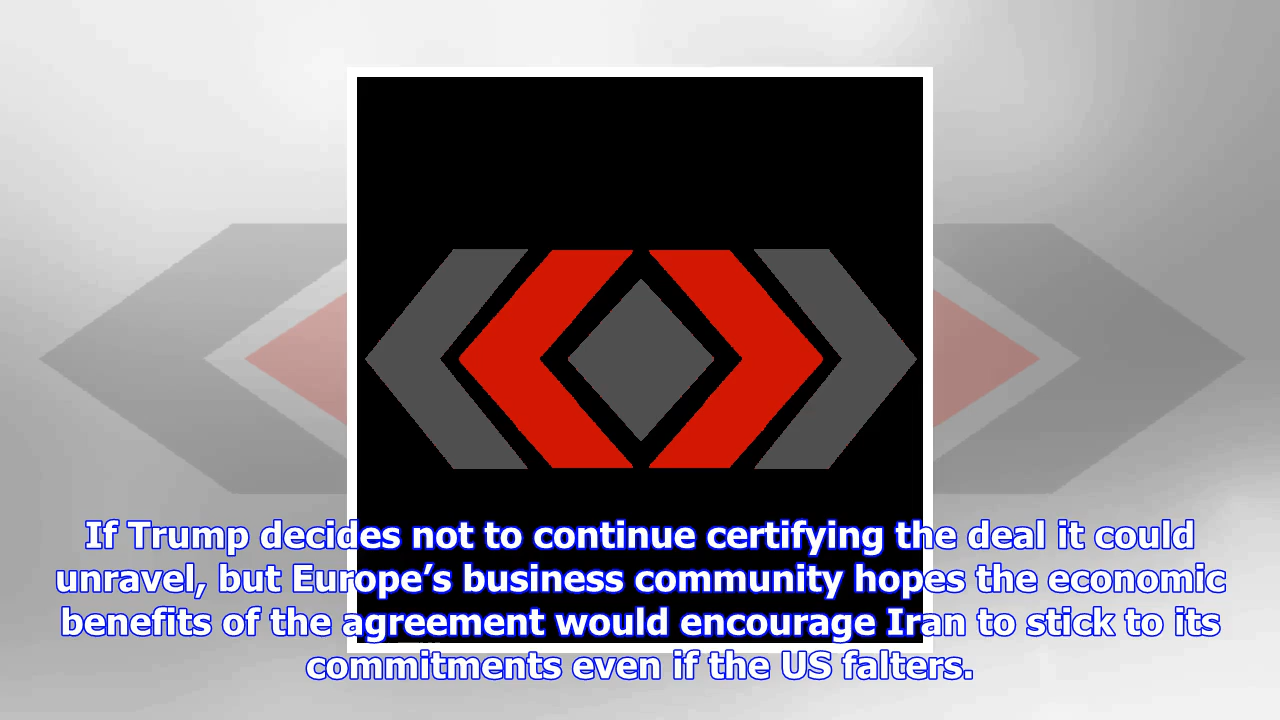 If Trump decides not to continue certifying the deal it could
unravel, but Europe’s business community hopes the economic
benefits of the agreement would encourage Iran to stick to its
commitments even if the US falters.